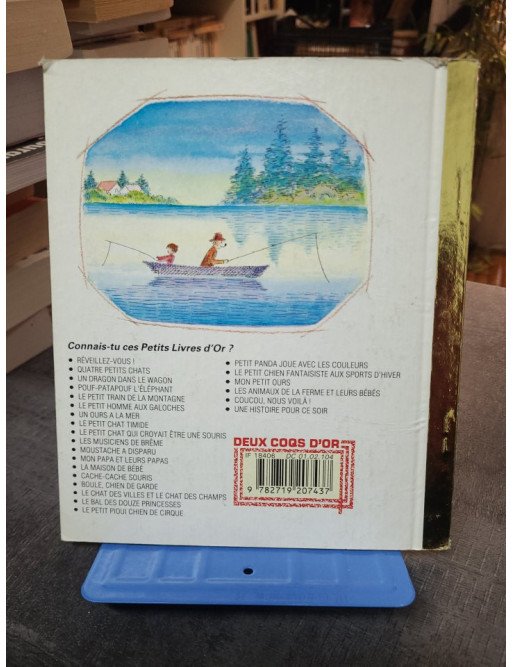 Connais-tu ces Petits Livres d'Or ?
• RÉVEILLEZ-VOUS !
• QUATRE PETITS CHATS
• UN DRAGON DANS LE WAGON
• POUF-PATAPOUF L'ÉLÉPHANT
• LE PETIT TRAIN DE LA MONTAGNE
• LE PETIT HOMME AUX GALOCHES
• UN OURS A LA MER
• LE PETIT CHAT TIMIDE
• LE PETIT CHAT QUI CROYAIT ÊTRE UNE SOURIS
• LES MUSICIENS DE BRÊME
• MOUSTACHE A DISPARU
• MON PAPA ET LEURS PAPAS
• LA MAISON DE BÉBÉ
• CACHE-CACHE SOURIS
• BOULE, CHIEN DE GARDE
• LE CHAT DES VILLES ET LE CHAT DES CHAMPS
• LE BAL DES DOUZE PRINCESSES
• LE PETIT PIOUI CHIEN DE CIRQUE
• PETIT PANDA JOUE AVEC LES COULEURS
• LE PETIT CHIEN FANTAISISTE AUX SPORTS D'HIVER
• MON PETIT OURS
• LES ANIMAUX DE LA FERME ET LEURS BÉBÉS
• COUCOU, NOUS VOILÀ !
• UNE HISTOIRE POUR CE SOIR
DEUX COQS D'OR
IF 18406 DC 01.02.104
9 782719 207437